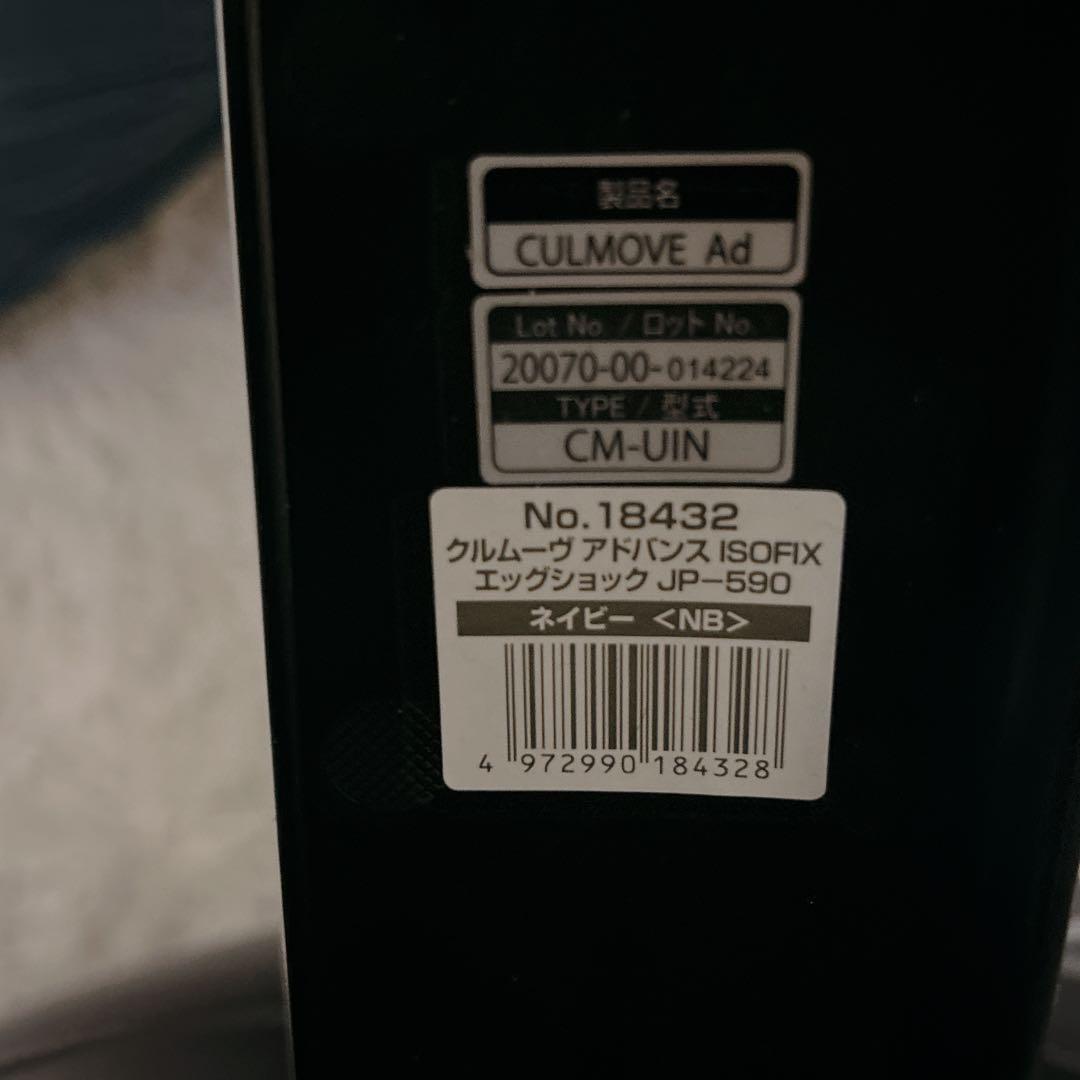 製品名
CULMOVE Ad
Lot No. / ロット No.
20070-00-014224
TYPE / 型式
CM-UIN
No.18432
クルムーヴ アドバンス ISOFIX
エッグショック JP-590
ネイビー <NB>
4 972990 184328